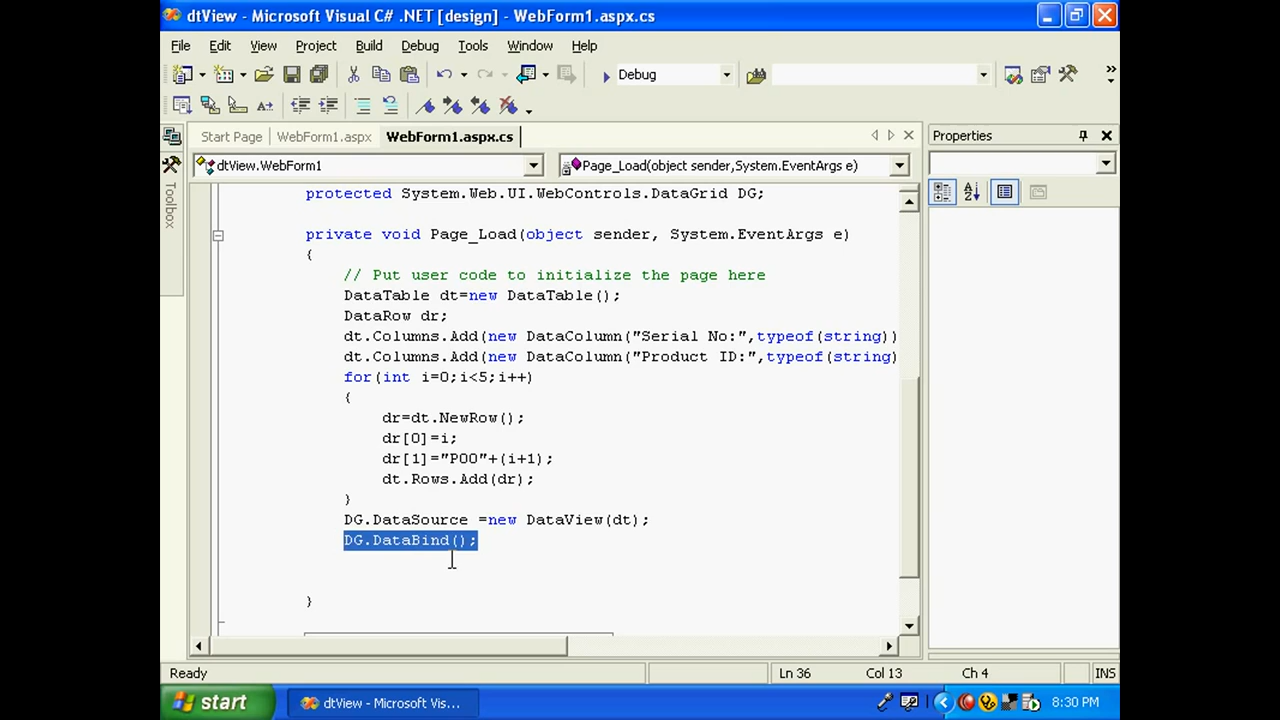 dtView - Microsoft Visual C# .NET [design] - WebForm1.aspx.cs
File Edit View Project Build Debug Tools Window Help
Debug
Start Page WebForm1.aspx WebForm1.aspx.cs
Properties
dtView.WebForm1
Page_Load(object sender,System.EventArgs e)
Toolbox
protected System.Web.UI.WebControls.DataGrid DG;
private void Page_Load(object sender, System.EventArgs e)
{
// Put user code to initialize the page here
DataTable dt=new DataTable();
DataRow dr;
dt.Columns.Add(new DataColumn("Serial No:",typeof(string))
dt.Columns.Add(new DataColumn("Product ID:",typeof(string)
for(int i=0;i<5;i++)
{
dr=dt.NewRow();
dr[0]=i;
dr[1]="P00"+(i+1);
dt.Rows.Add(dr);
}
DG.DataSource =new DataView(dt);
DG.DataBind();
}
Ready
Ln 36 Col 13 Ch 4 INS
start
dtView - Microsoft Vis...
8:30 PM